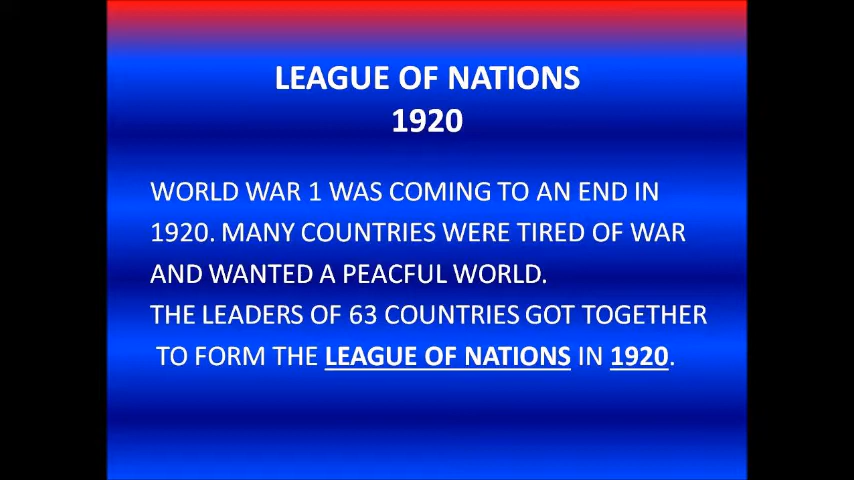 LEAGUE OF NATIONS
1920
WORLD WAR 1 WAS COMING TO AN END IN
1920. MANY COUNTRIES WERE TIRED OF WAR
AND WANTED A PEACFUL WORLD.
THE LEADERS OF 63 COUNTRIES GOT TOGETHER
TO FORM THE LEAGUE OF NATIONS IN 1920.